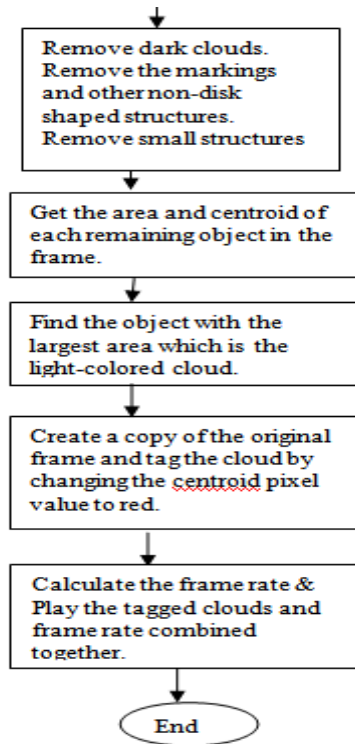 Remove dark clouds.
Remove the markings
and other non-disk
shaped structures.
Remove small structures
Get the area and centroid of
each remaining object in the
frame.
Find the object with the
largest area which is the
light-colored cloud.
Create a copy of the original
frame and tag the cloud by
changing the centroid pixel
value to red.
Calculate the frame rate &
Play the tagged clouds and
frame rate combined
together.
End